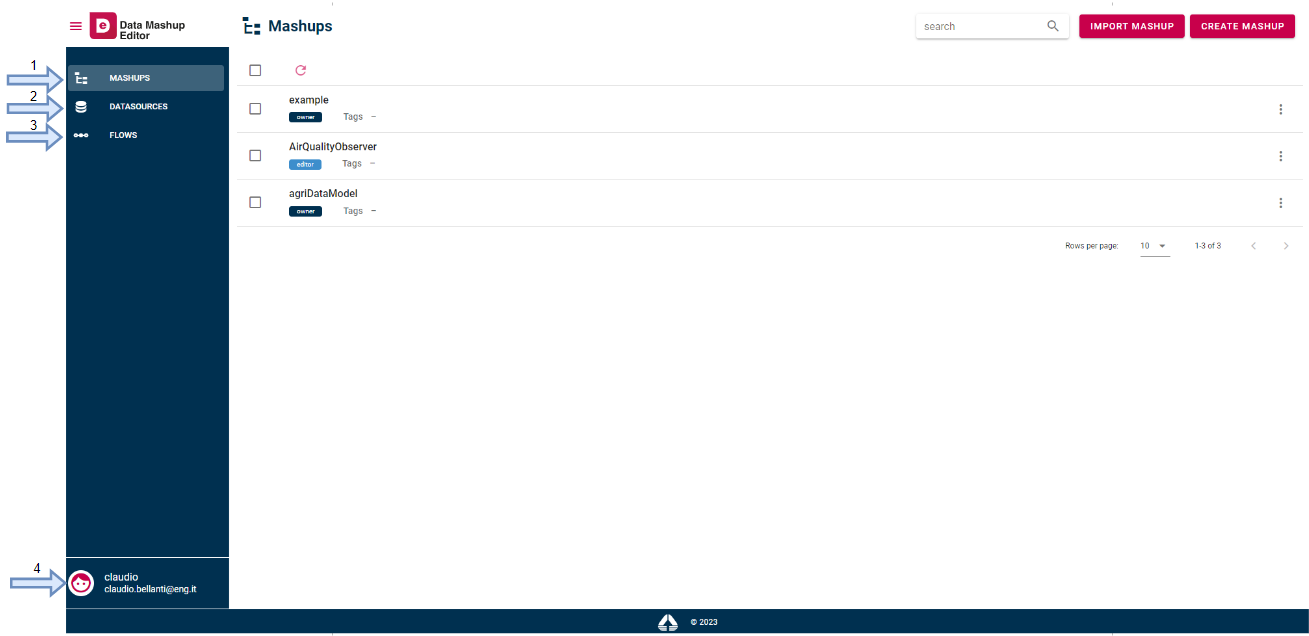 Data Mashup
Editor
Mashups
search
IMPORT MASHUP
CREATE MASHUP
1
MASHUPS
2
DATASOURCES
3
FLOWS
example
owner Tags –
AirQualityObserver
editor Tags –
agriDataModel
owner Tags –
Rows per page: 10 1-3 of 3
4
claudio
claudio.bellanti@eng.it
© 2023